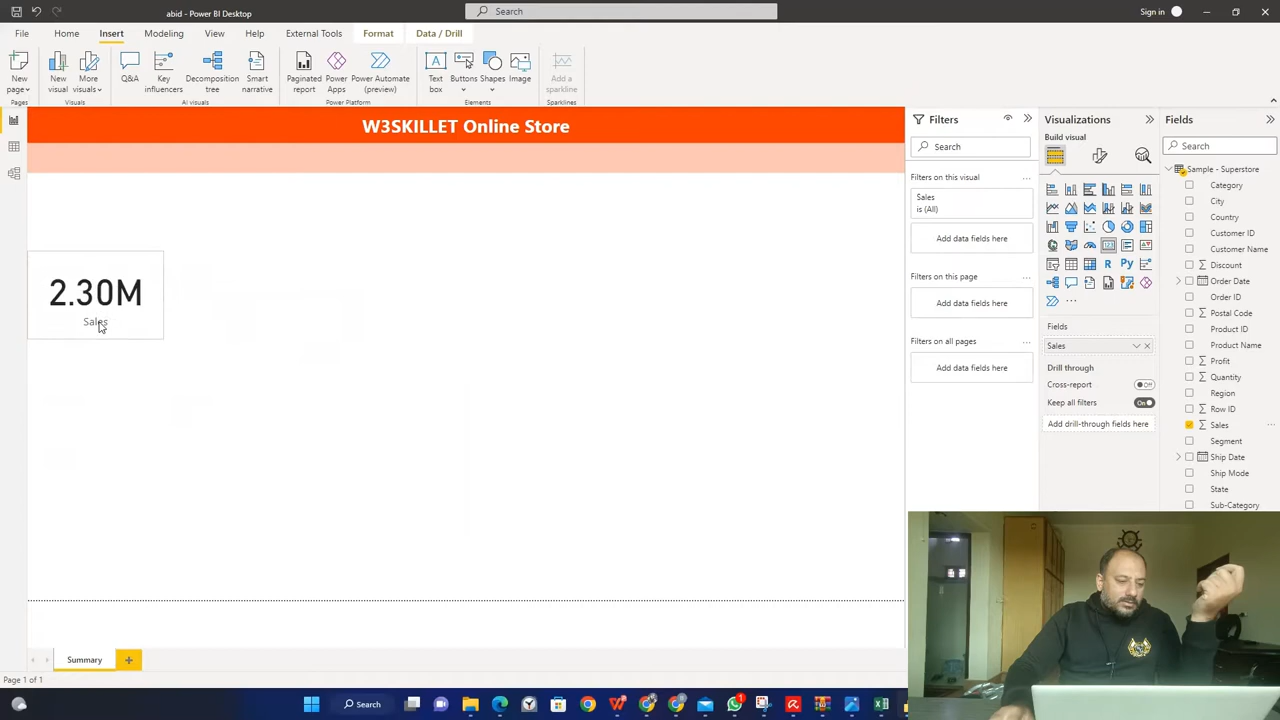 abid - Power BI Desktop
Search
Sign in
File
Home
Insert
Modeling
View
Help
External Tools
Format
Data / Drill
New page
New visual
More visuals
Q&A
Key influencers
Decomposition tree
Smart narrative
Paginated report
Power Apps
Power Automate (preview)
Text box
Buttons
Shapes
Image
Add a sparkline
Pages
Visuals
AI visuals
Power Platform
Elements
Sparklines
W3SKILLET Online Store
2.30M
Sales
Filters
Search
Filters on this visual
Sales
is (All)
Add data fields here
Filters on this page
Add data fields here
Filters on all pages
Add data fields here
Visualizations
Build visual
R
Py
123
Fields
Sales
Drill through
Cross-report
Off
Keep all filters
On
Add drill-through fields here
Fields
Search
Sample - Superstore
Category
City
Country
Customer ID
Customer Name
Discount
Order Date
Order ID
Postal Code
Product ID
Product Name
Profit
Quantity
Region
Row ID
Sales
Segment
Ship Date
Ship Mode
State
Sub-Category
Summary
Page 1 of 1
Search
1